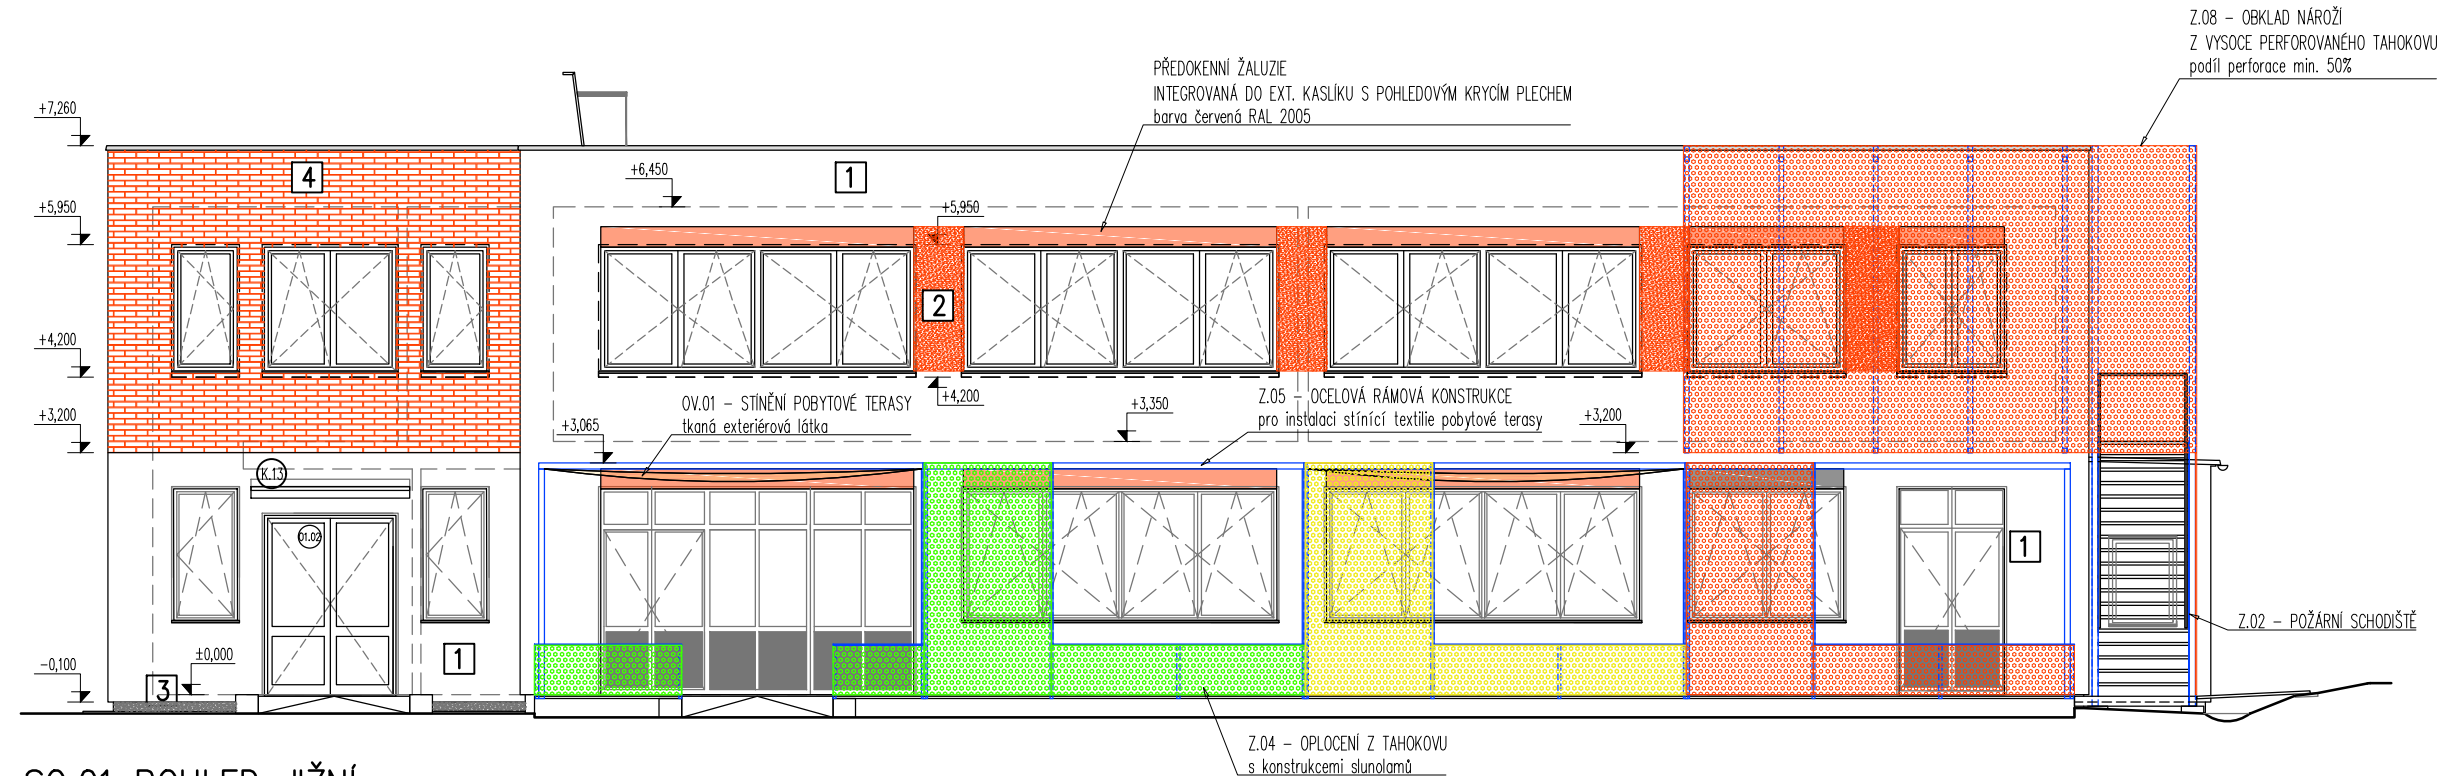 Z.08 – OBKLAD NÁROŽÍ
Z VYSOCE PERFOROVANÉHO TAHOKOVU
podíl perforace min. 50%
PŘEDOKENNÍ ŽALUZIE
INTEGROVANÁ DO EXT. KASLÍKU S POHLEDOVÝM KRYCÍM PLECHEM
barva červená RAL 2005
+7,260
4
1
+6,450
+5,950
+5,950
2
+4,200
+4,200
+3,200
OV.01 – STÍNĚNÍ POBYTOVÉ TERASY
tkaná exteriérová látka
+3,065
+3,350
Z.05 – OCELOVÁ RÁMOVÁ KONSTRUKCE
pro instalaci stínící textilie pobytové terasy
+3,200
K.13
01.02
1
Z.02 – POŽÁRNÍ SCHODIŠTĚ
±0,000
1
-0,100
3
Z.04 – OPLOCENÍ Z TAHOKOVU
s konstrukcemi slunolamů
SO.01 POHLED JIŽNÍ